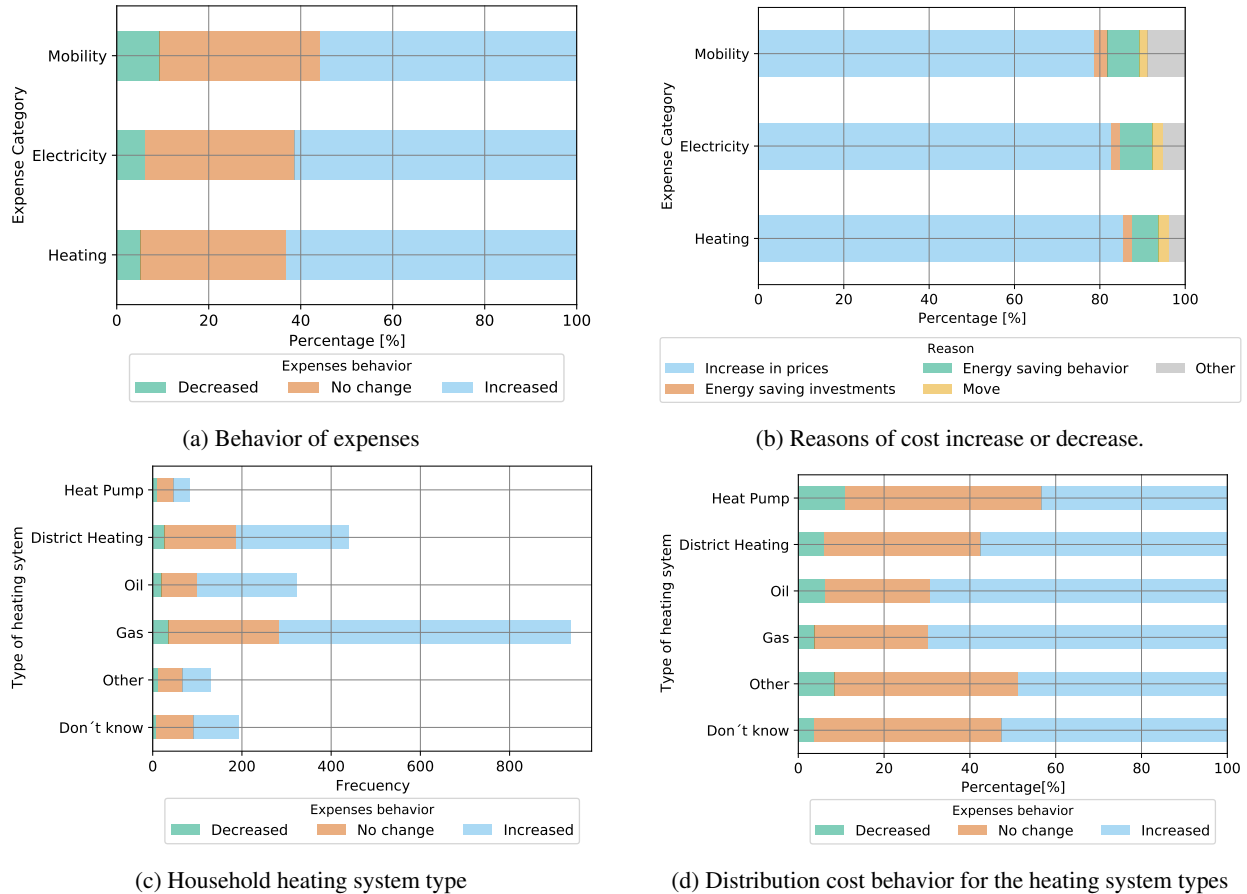 Expense Category
Mobility
Electricity
Heating
0 20 40 60 80 100
Percentage [%]
Expenses behavior
Decreased No change Increased
(a) Behavior of expenses
Expense Category
Mobility
Electricity
Heating
0 20 40 60 80 100
Percentage [%]
Reason
Increase in prices Energy saving behavior Other
Energy saving investments Move
(b) Reasons of cost increase or decrease.
Type of heating sytem
Heat Pump
District Heating
Oil
Gas
Other
Don´t know
0 200 400 600 800
Frecuency
Expenses behavior
Decreased No change Increased
(c) Household heating system type
Type of heating sytem
Heat Pump
District Heating
Oil
Gas
Other
Don´t know
0 20 40 60 80 100
Percentage[%]
Expenses behavior
Decreased No change Increased
(d) Distribution cost behavior for the heating system types